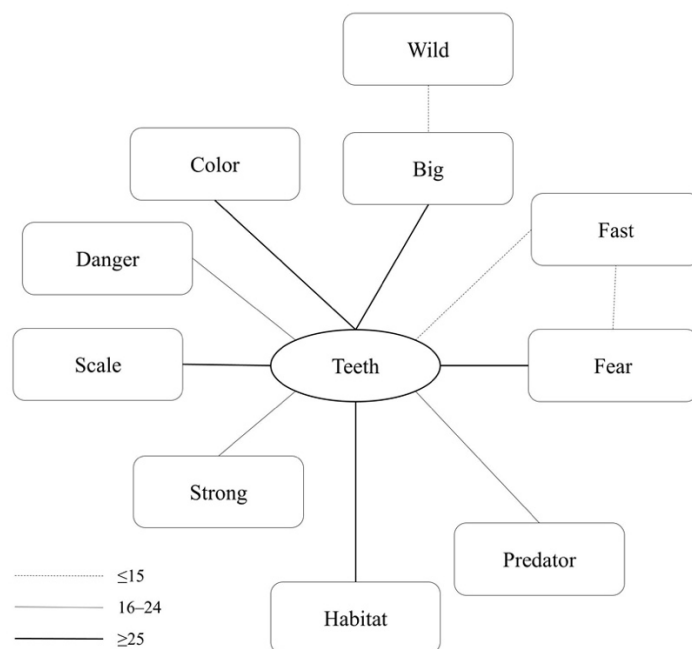 Wild
Color
Big
Fast
Danger
Scale
Teeth
Fear
Strong
Predator
Habitat
≤15
16–24
≥25